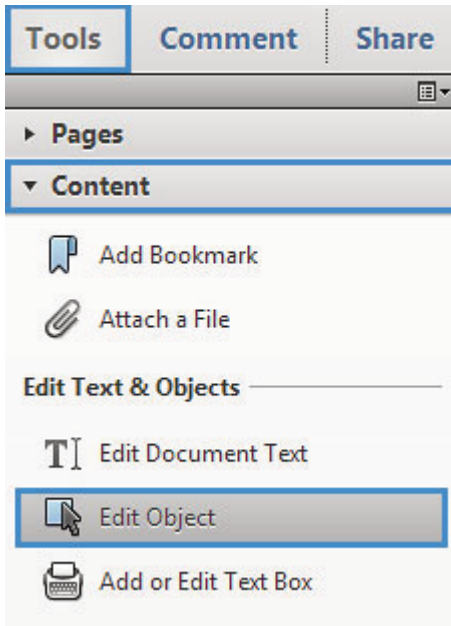 Tools Comment Share
Pages
Content
Add Bookmark
Attach a File
Edit Text & Objects
Edit Document Text
Edit Object
Add or Edit Text Box